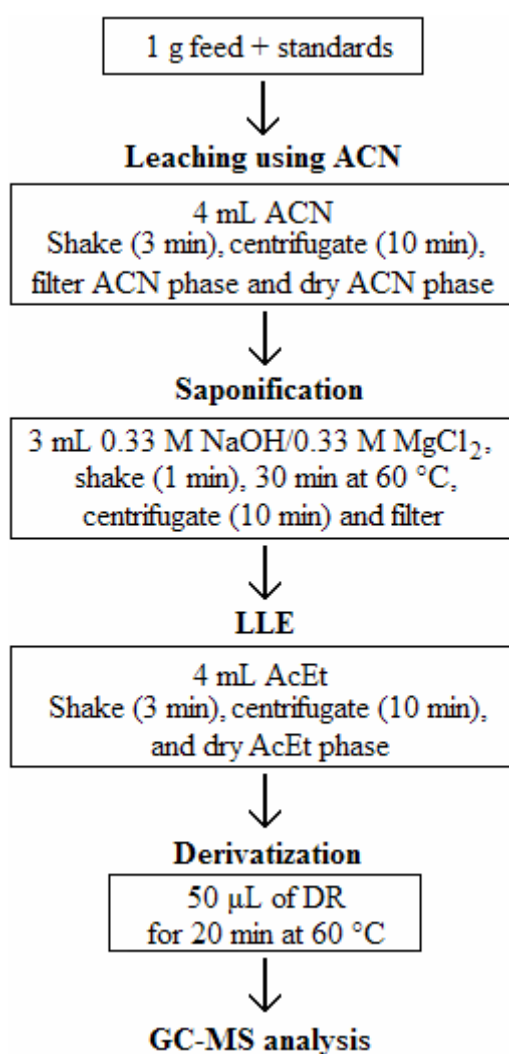 1 g feed + standards
Leaching using ACN
4 mL ACN
Shake (3 min), centrifugate (10 min),
filter ACN phase and dry ACN phase
Saponification
3 mL 0.33 M NaOH/0.33 M MgCl₂,
shake (1 min), 30 min at 60 °C,
centrifugate (10 min) and filter
LLE
4 mL AcEt
Shake (3 min), centrifugate (10 min),
and dry AcEt phase
Derivatization
50 µL of DR
for 20 min at 60 °C
GC-MS analysis